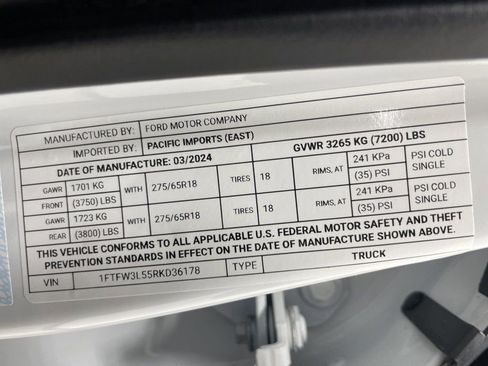 MANUFACTURED BY: FORD MOTOR COMPANY
IMPORTED BY: PACIFIC IMPORTS (EAST)
DATE OF MANUFACTURE: 03/2024 GVWR 3265 KG (7200) LBS
GAWR 1701 KG WITH 275/65R18 TIRES 18 RIMS, AT 241 KPa PSI COLD
FRONT (3750) LBS (35) PSI SINGLE
GAWR 1723 KG WITH 275/65R18 TIRES 18 RIMS, AT 241 KPa PSI COLD
REAR (3800) LBS (35) PSI SINGLE
THIS VEHICLE CONFORMS TO ALL APPLICABLE U.S. FEDERAL MOTOR SAFETY AND THEFT
PREVENTION STANDARDS IN EFFECT ON THE DATE OF MANUFACTURE SHOWN ABOVE.
VIN 1FTFW3L55RKD36178 TYPE TRUCK